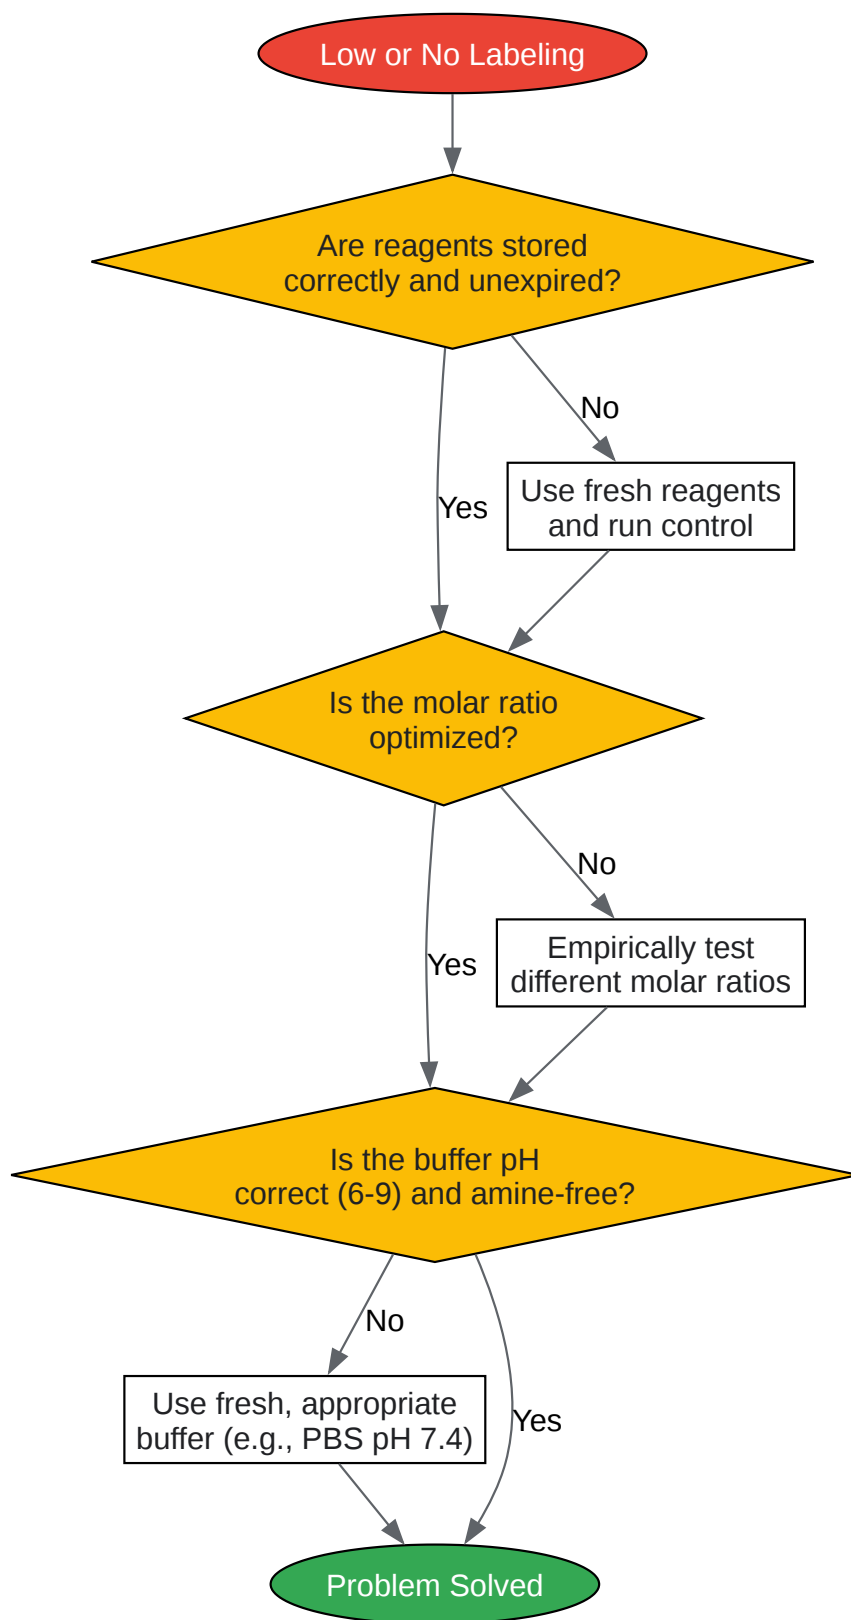 Low or No Labeling
Are reagents stored
correctly and unexpired?
No
Yes
Use fresh reagents
and run control
Is the molar ratio
optimized?
No
Yes
Empirically test
different molar ratios
Is the buffer pH
correct (6-9) and amine-free?
No
Use fresh, appropriate
buffer (e.g., PBS pH 7.4)
Yes
Problem Solved